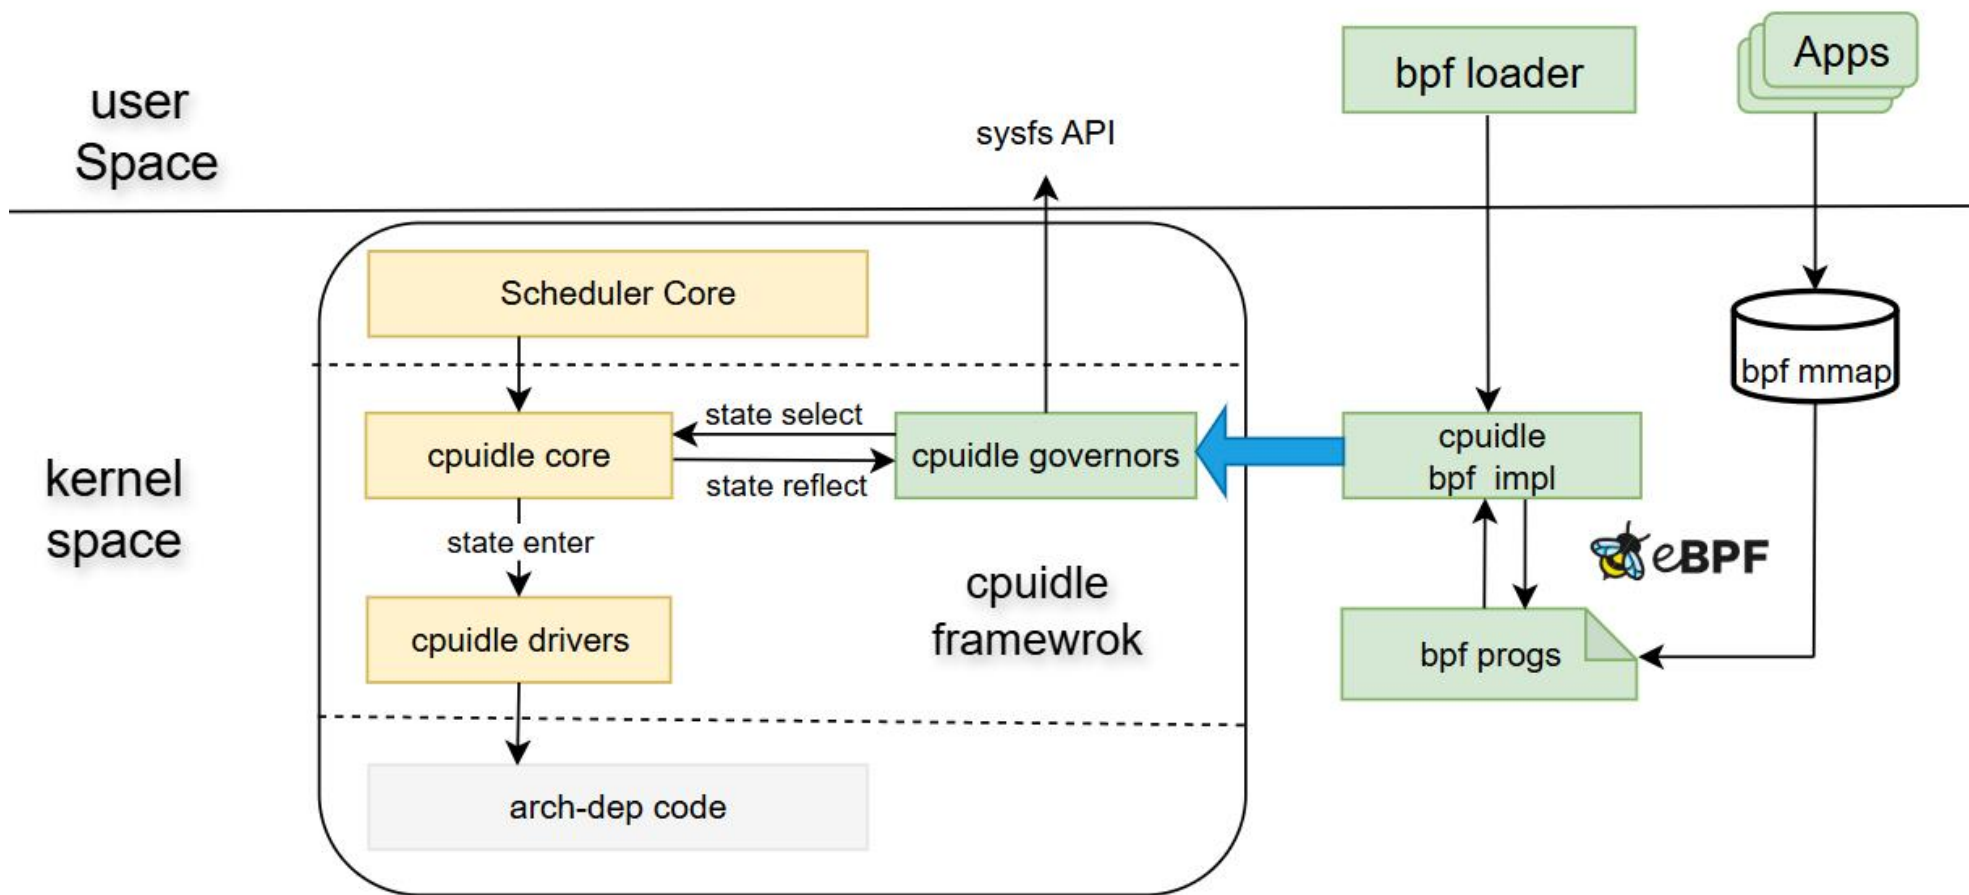 user
Space
sysfs API
bpf loader
Apps
kernel
space
Scheduler Core
cpuidle core
state select
state reflect
cpuidle governors
state enter
cpuidle drivers
cpuidle
framewrok
arch-dep code
cpuidle
bpf impl
eBPF
bpf progs
bpf mmap